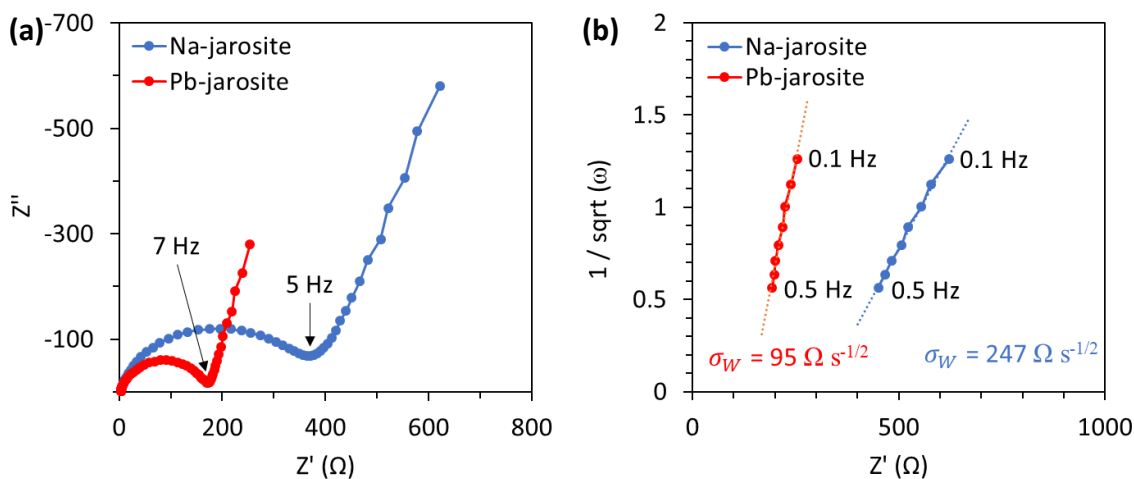 (a)
-700
-500
-300
-100
Z''
0
200
400
600
800
Z' (Ω)
Na-jarosite
Pb-jarosite
7 Hz
5 Hz
(b)
2
1.5
1
0.5
0
1 / sqrt (ω)
0
500
1000
Z' (Ω)
Na-jarosite
Pb-jarosite
0.1 Hz
0.1 Hz
0.5 Hz
0.5 Hz
σ_W = 95 Ω s^-1/2
σ_W = 247 Ω s^-1/2